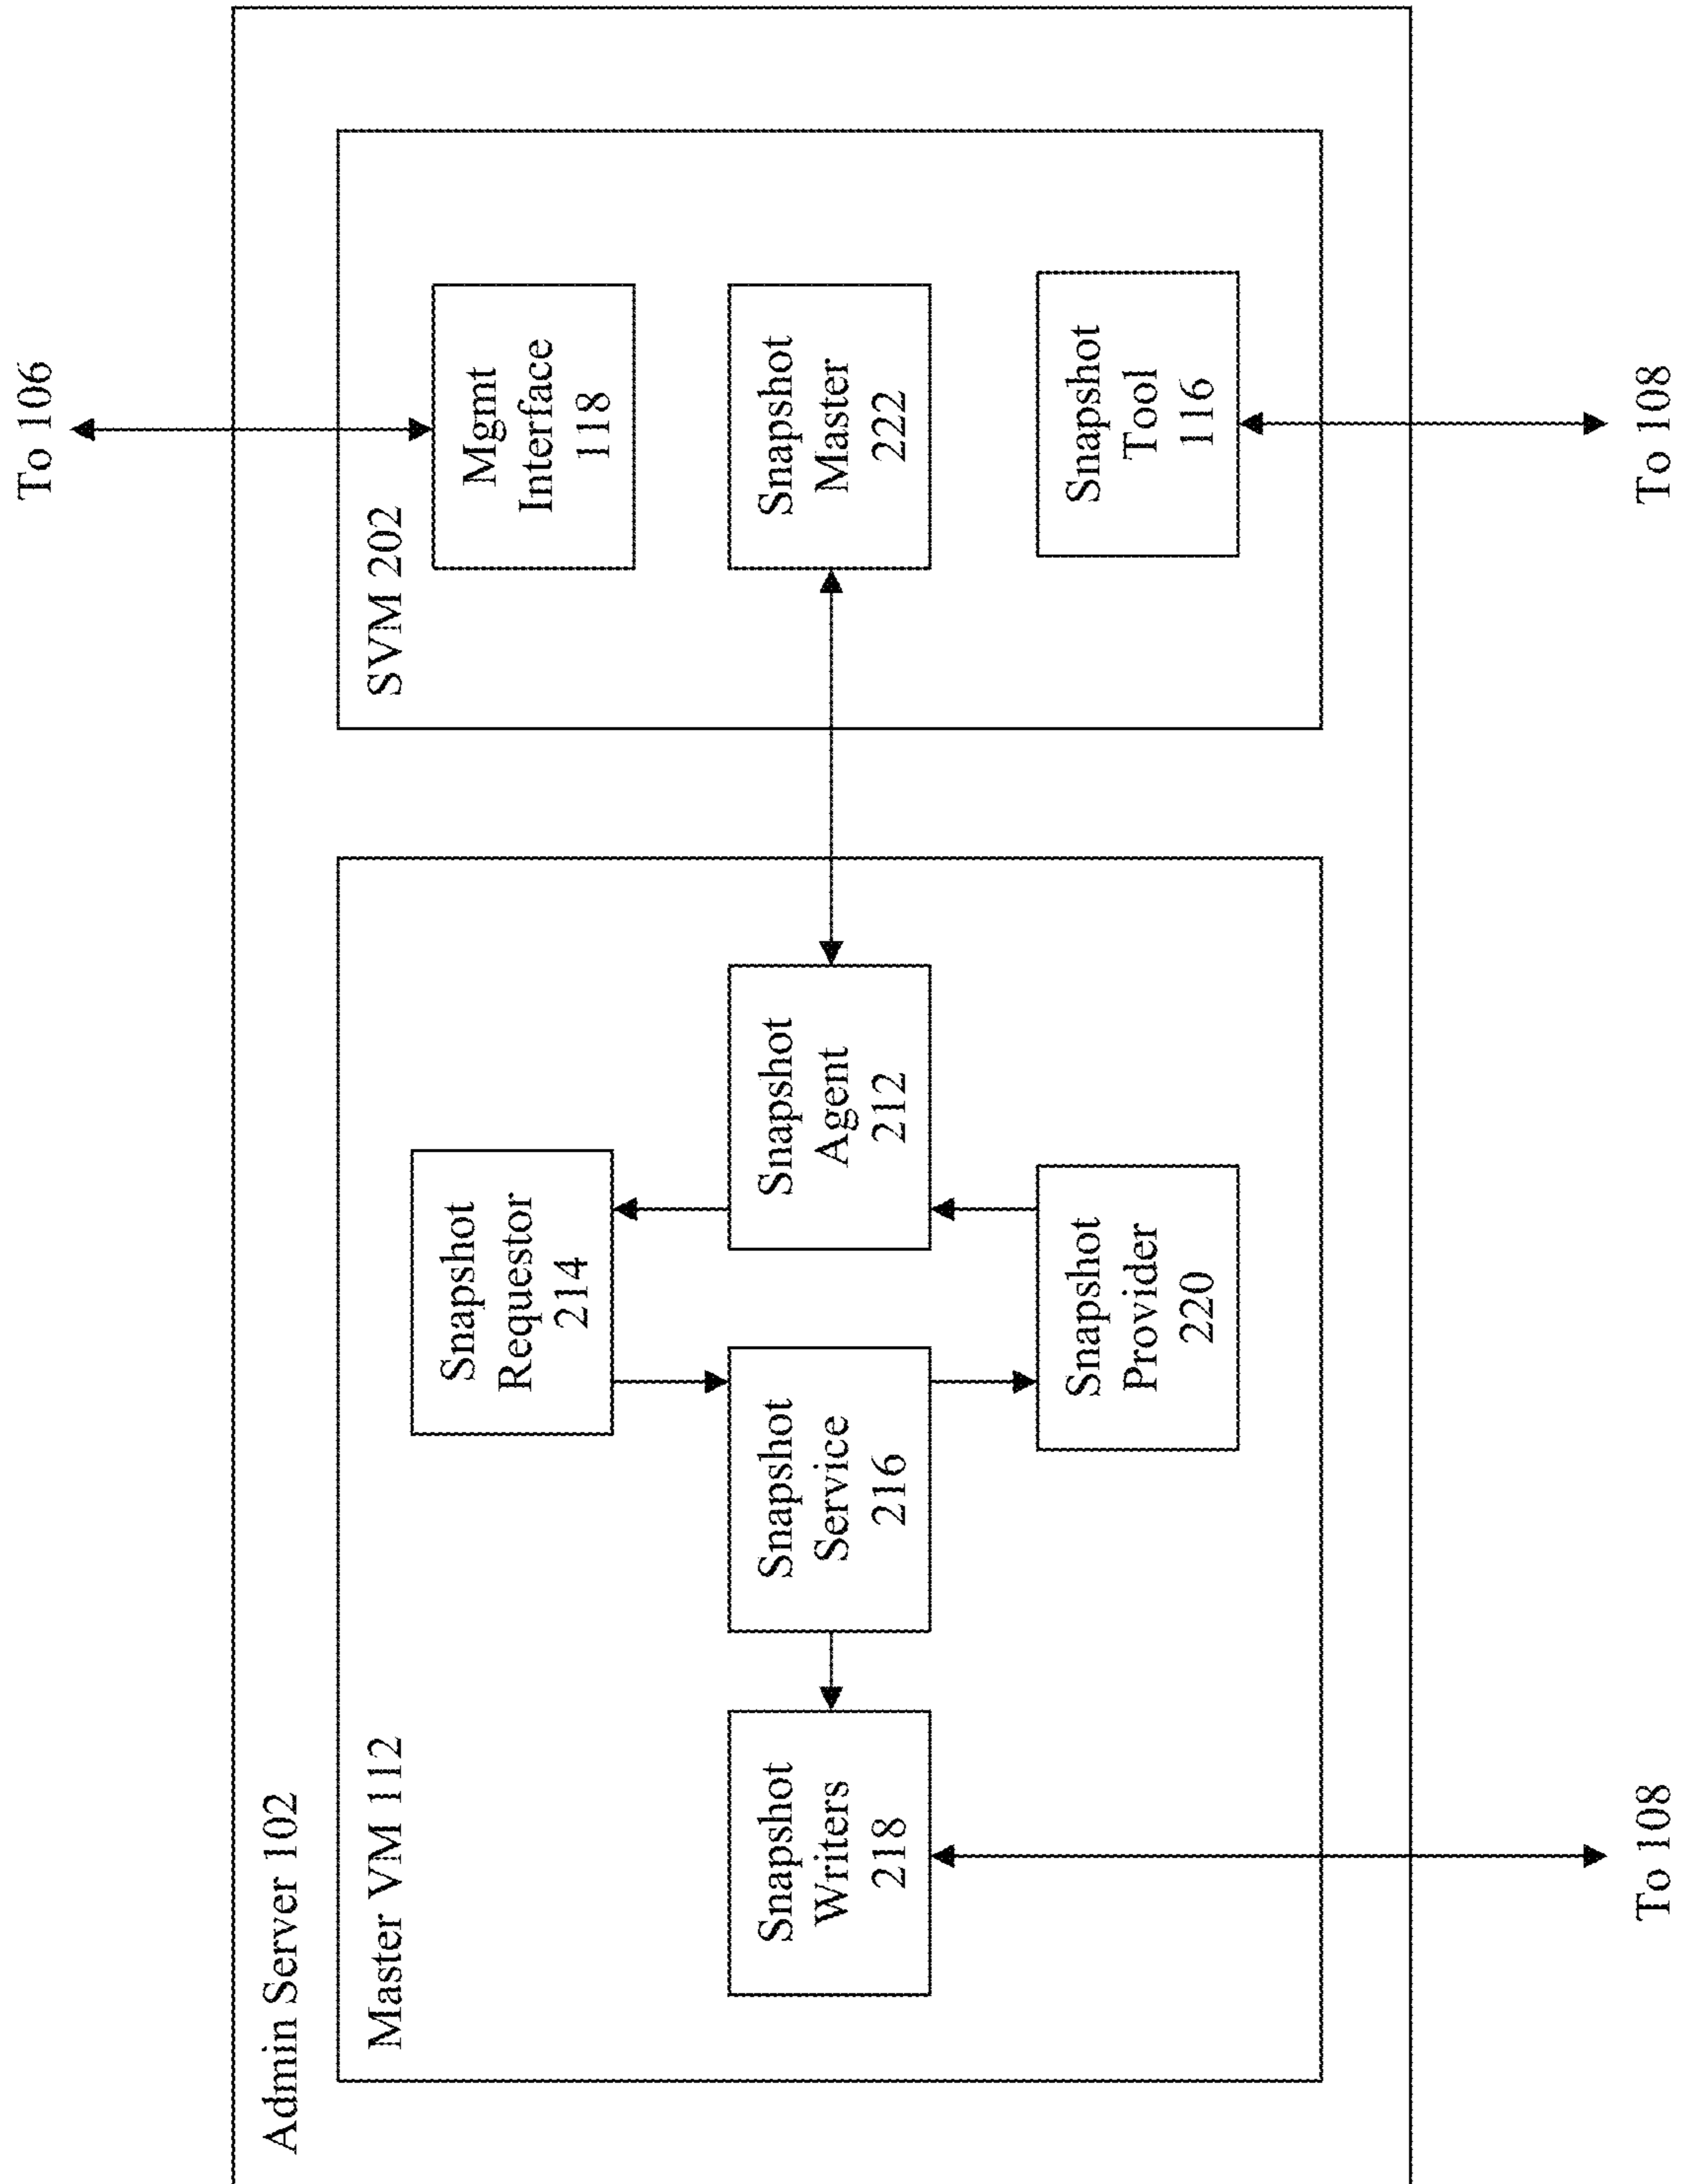 To 106
Admin Server 102
Master VM 112
SVM 202
Snapshot
Requestor
214
Mgmt
Interface
118
Snapshot
Writers
218
Snapshot
Service
216
Snapshot
Agent
212
Snapshot
Master
222
Snapshot
Provider
220
Snapshot
Tool
116
To 108
To 108